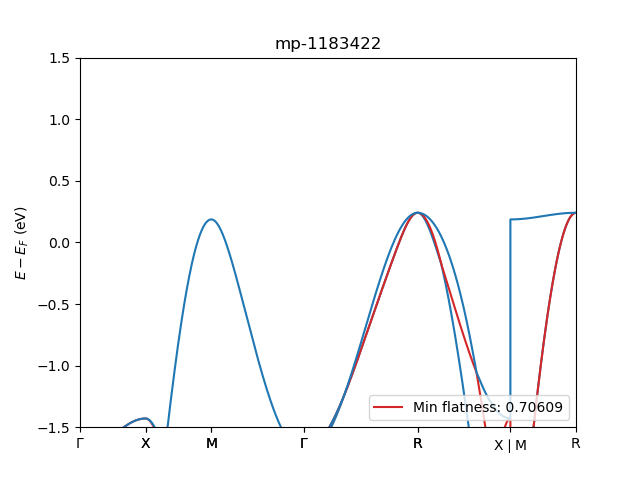 mp-1183422
E − E_F (eV)
1.5
1.0
0.5
0.0
−0.5
−1.0
−1.5
Min flatness: 0.70609
Γ X M Γ R X | M R